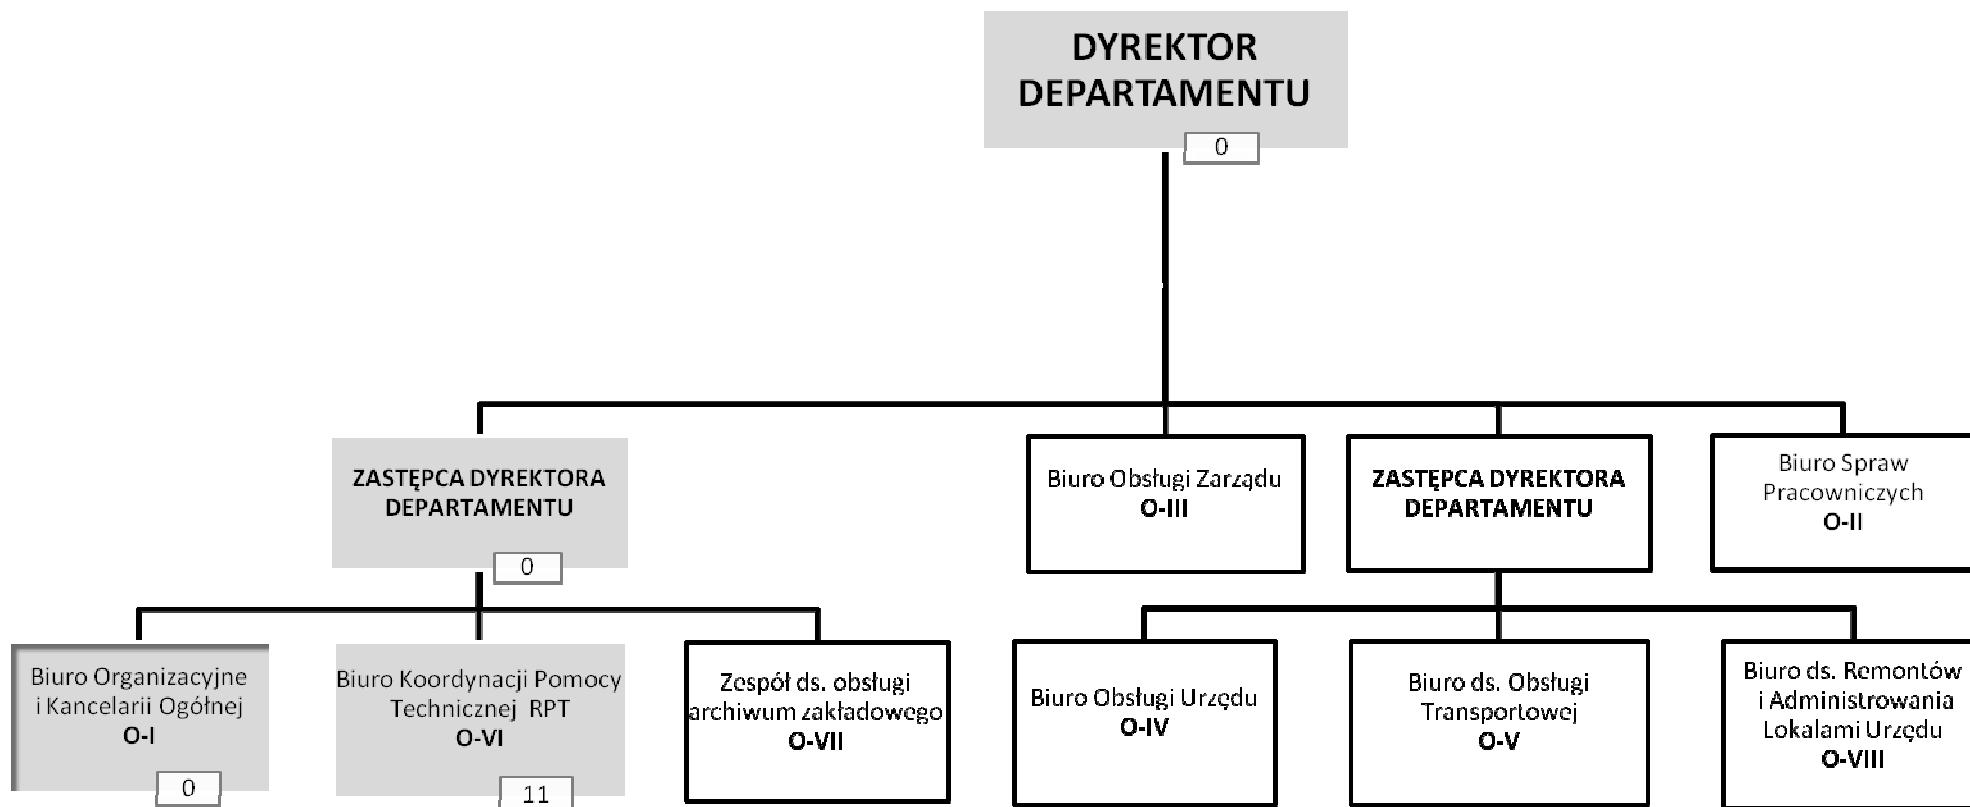 DYREKTOR
DEPARTAMENTU
0
ZASTĘPCA DYREKTORA
DEPARTAMENTU
0
Biuro Obsługi Zarządu
O-III
ZASTĘPCA DYREKTORA
DEPARTAMENTU
Biuro Spraw
Pracowniczych
O-II
Biuro Organizacyjne
i Kancelarii Ogólnej
O-I
0
Biuro Koordynacji Pomocy
Technicznej RPT
O-VI
11
Zespół ds. obsługi
archiwum zakładowego
O-VII
Biuro Obsługi Urzędu
O-IV
Biuro ds. Obsługi
Transportowej
O-V
Biuro ds. Remontów
i Administrowania
Lokalami Urzędu
O-VIII